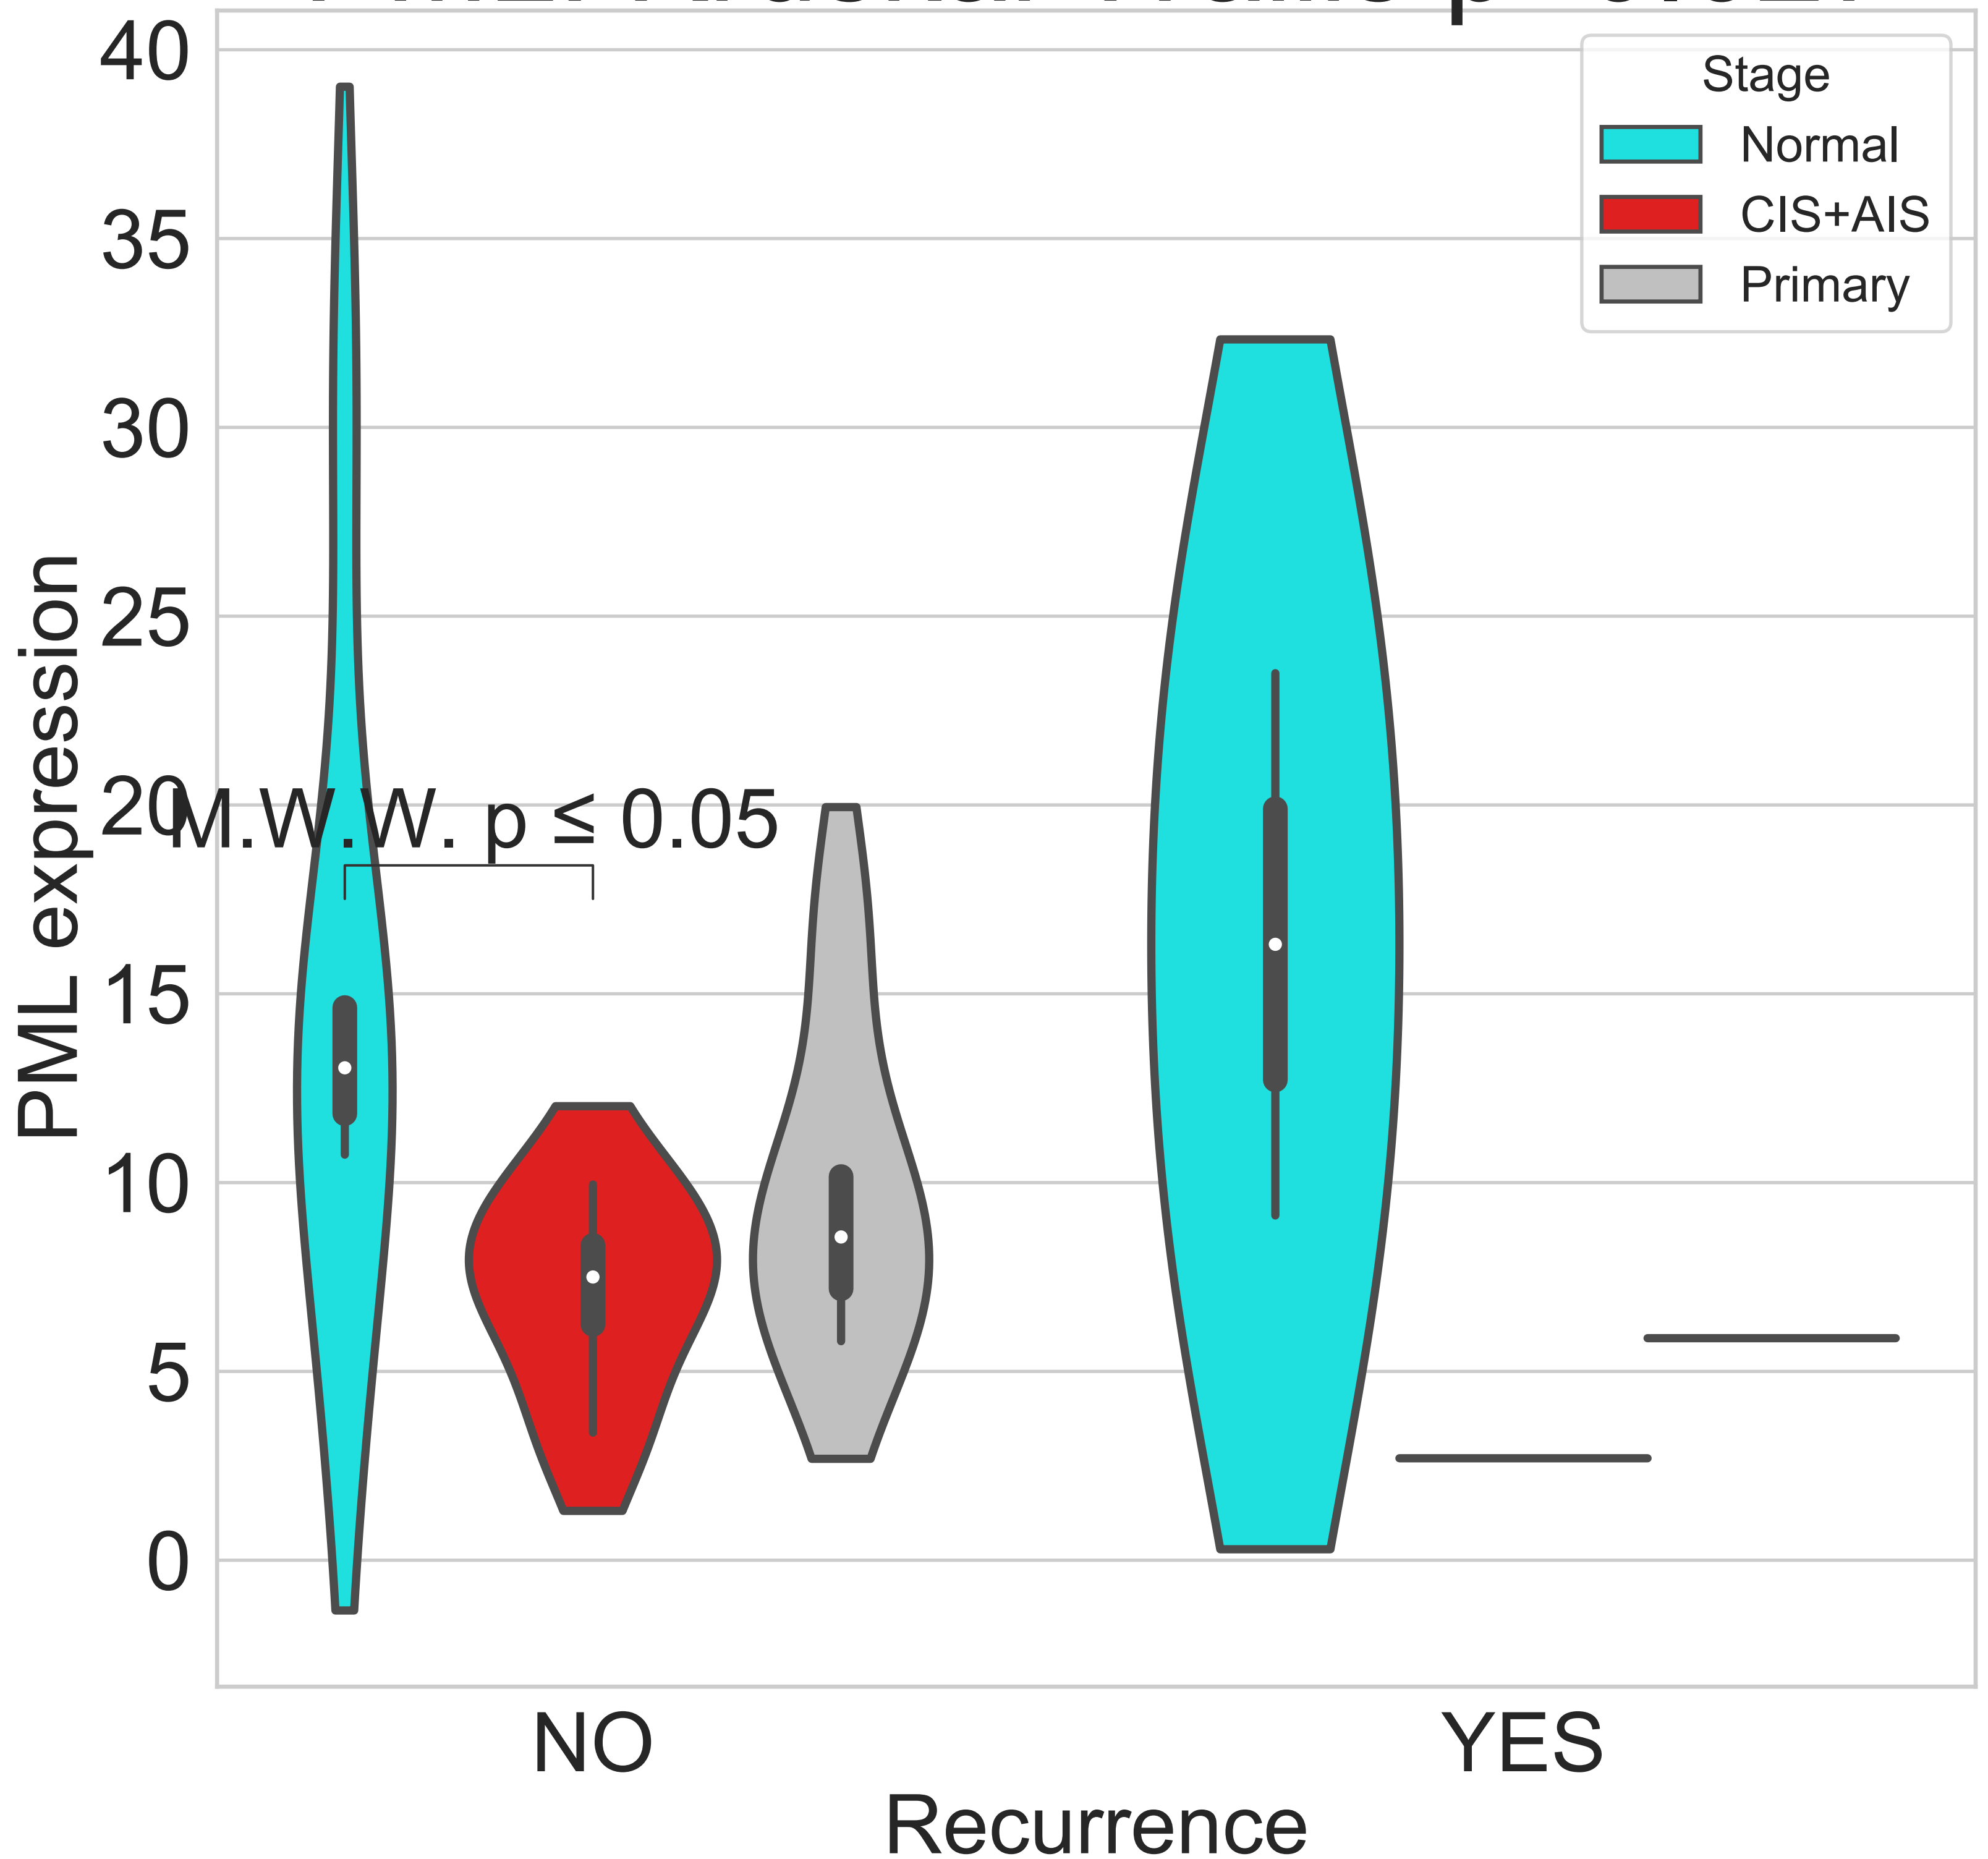 Stage
Normal
CIS+AIS
Primary
40
35
30
25
20
15
10
5
0
M.W.W. p ≤ 0.05
PML expression
NO
YES
Recurrence